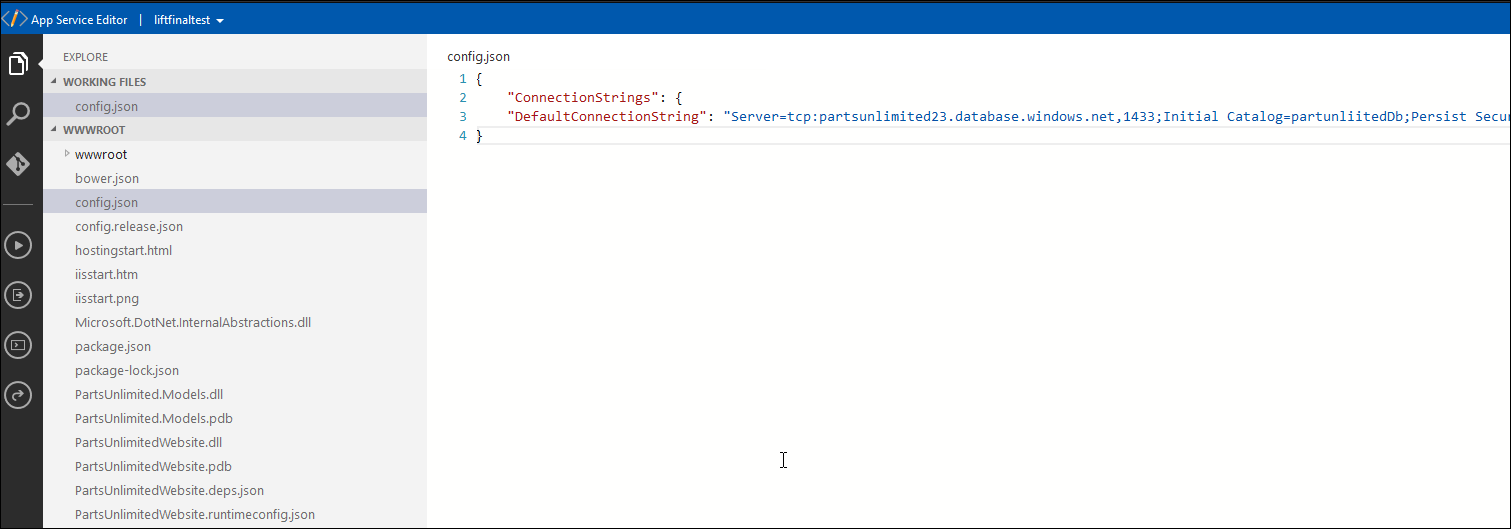 App Service Editor | liftfinaltest
EXPLORE
WORKING FILES
config.json
WWWROOT
wwwroot
bower.json
config.json
config.release.json
hostingstart.html
iisstart.htm
iisstart.png
Microsoft.DotNet.InternalAbstractions.dll
package.json
package-lock.json
PartsUnlimited.Models.dll
PartsUnlimited.Models.pdb
PartsUnlimitedWebsite.dll
PartsUnlimitedWebsite.pdb
PartsUnlimitedWebsite.deps.json
PartsUnlimitedWebsite.runtimeconfig.json
config.json
1 {
2 "ConnectionStrings": {
3 "DefaultConnectionString": "Server=tcp:partsunlimited23.database.windows.net,1433;Initial Catalog=partunliitedDb;Persist Secu
4 }